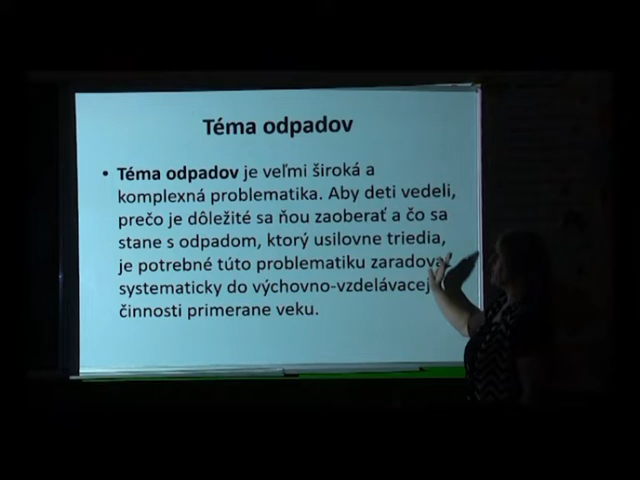 Téma odpadov
• Téma odpadov je veľmi široká a
komplexná problematika. Aby deti vedeli,
prečo je dôležité sa ňou zaoberať a čo sa
stane s odpadom, ktorý usilovne triedia,
je potrebné túto problematiku
systematicky do výchovno-vzdelávacej
činnosti primerane veku.